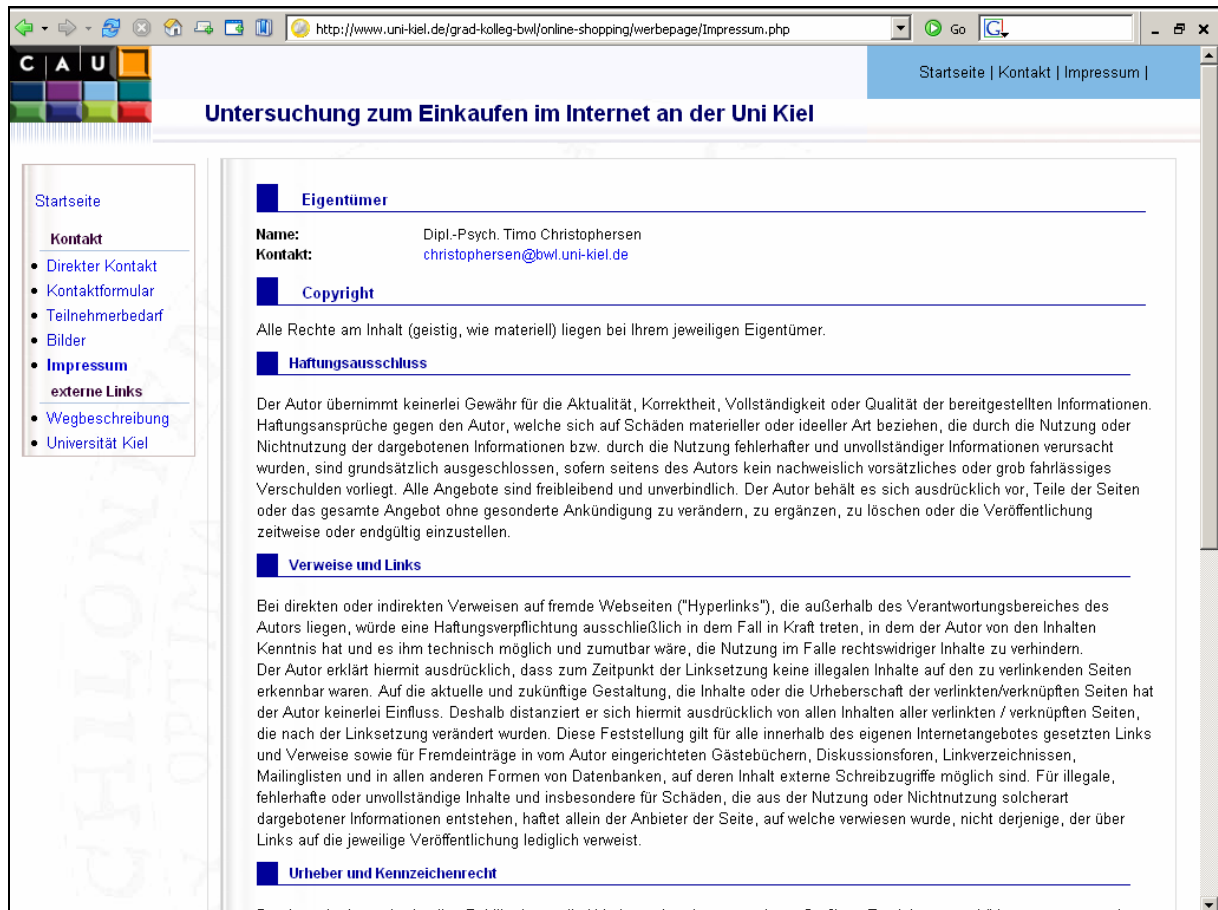 http://www.uni-kiel.de/grad-kolleg-bwl/online-shopping/werbepage/Impressum.php
Go
G
C A U
Startseite | Kontakt | Impressum |
Untersuchung zum Einkaufen im Internet an der Uni Kiel
Startseite
Kontakt
• Direkter Kontakt
• Kontaktformular
• Teilnehmerbedarf
• Bilder
• Impressum
externe Links
• Wegbeschreibung
• Universität Kiel
Eigentümer
Name: Dipl.-Psych. Timo Christophersen
Kontakt: christophersen@bwl.uni-kiel.de
Copyright
Alle Rechte am Inhalt (geistig, wie materiell) liegen bei Ihrem jeweiligen Eigentümer.
Haftungsausschluss
Der Autor übernimmt keinerlei Gewähr für die Aktualität, Korrektheit, Vollständigkeit oder Qualität der bereitgestellten Informationen.
Haftungsansprüche gegen den Autor, welche sich auf Schäden materieller oder ideeller Art beziehen, die durch die Nutzung oder
Nichtnutzung der dargebotenen Informationen bzw. durch die Nutzung fehlerhafter und unvollständiger Informationen verursacht
wurden, sind grundsätzlich ausgeschlossen, sofern seitens des Autors kein nachweislich vorsätzliches oder grob fahrlässiges
Verschulden vorliegt. Alle Angebote sind freibleibend und unverbindlich. Der Autor behält es sich ausdrücklich vor, Teile der Seiten
oder das gesamte Angebot ohne gesonderte Ankündigung zu verändern, zu ergänzen, zu löschen oder die Veröffentlichung
zeitweise oder endgültig einzustellen.
Verweise und Links
Bei direkten oder indirekten Verweisen auf fremde Webseiten ("Hyperlinks"), die außerhalb des Verantwortungsbereiches des
Autors liegen, würde eine Haftungsverpflichtung ausschließlich in dem Fall in Kraft treten, in dem der Autor von den Inhalten
Kenntnis hat und es ihm technisch möglich und zumutbar wäre, die Nutzung im Falle rechtswidriger Inhalte zu verhindern.
Der Autor erklärt hiermit ausdrücklich, dass zum Zeitpunkt der Linksetzung keine illegalen Inhalte auf den zu verlinkenden Seiten
erkennbar waren. Auf die aktuelle und zukünftige Gestaltung, die Inhalte oder die Urheberschaft der verlinkten/verknüpften Seiten hat
der Autor keinerlei Einfluss. Deshalb distanziert er sich hiermit ausdrücklich von allen Inhalten aller verlinkten / verknüpften Seiten,
die nach der Linksetzung verändert wurden. Diese Feststellung gilt für alle innerhalb des eigenen Internetangebotes gesetzten Links
und Verweise sowie für Fremdeinträge in vom Autor eingerichteten Gästebüchern, Diskussionsforen, Linkverzeichnissen,
Mailinglisten und in allen anderen Formen von Datenbanken, auf deren Inhalt externe Schreibzugriffe möglich sind. Für illegale,
fehlerhafte oder unvollständige Inhalte und insbesondere für Schäden, die aus der Nutzung oder Nichtnutzung solcherart
dargebotener Informationen entstehen, haftet allein der Anbieter der Seite, auf welche verwiesen wurde, nicht derjenige, der über
Links auf die jeweilige Veröffentlichung lediglich verweist.
Urheber und Kennzeichenrecht